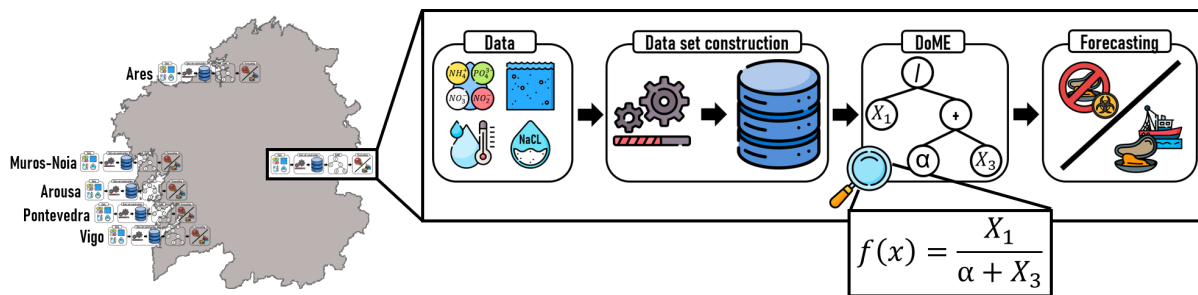 Ares
Muros-Noia
Arousa
Pontevedra
Vigo
Data
NH₄⁺ PO₄³
NO₃⁻ NO₂⁻
NaCL
Data set construction
DoME
/
X₁
+
α
X₃
f(x) = X₁ / (α + X₃)
Forecasting